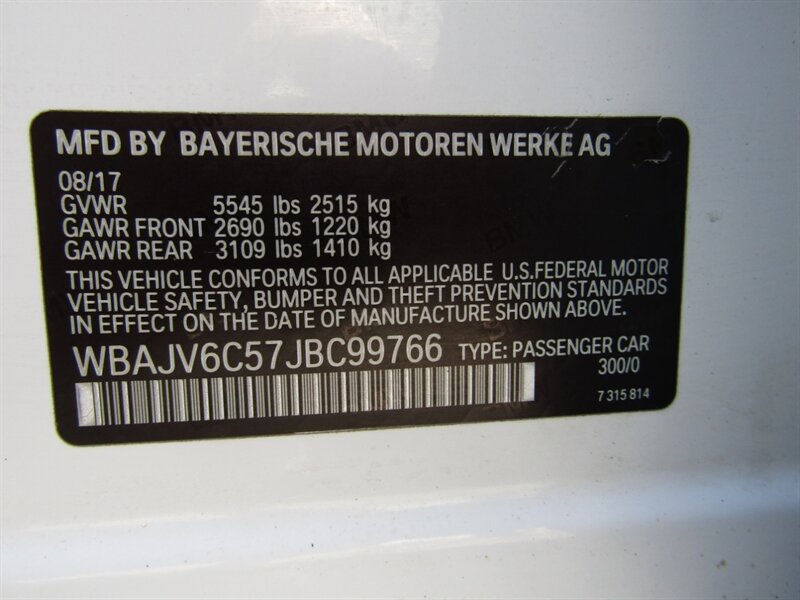 MFD BY BAYERISCHE MOTOREN WERKE AG
08/17
GVWR 5545 lbs 2515 kg
GAWR FRONT 2690 lbs 1220 kg
GAWR REAR 3109 lbs 1410 kg
THIS VEHICLE CONFORMS TO ALL APPLICABLE U.S.FEDERAL MOTOR
VEHICLE SAFETY, BUMPER AND THEFT PREVENTION STANDARDS
IN EFFECT ON THE DATE OF MANUFACTURE SHOWN ABOVE.
WBAJV6C57JBC99766 TYPE: PASSENGER CAR
300/0
7 315 814